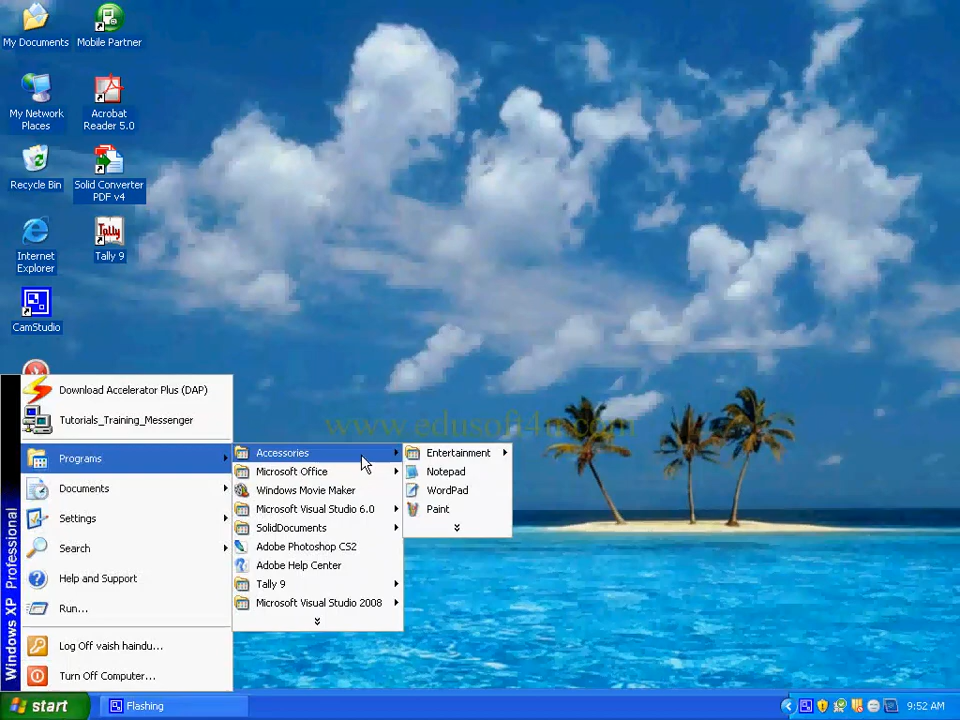 My Documents
Mobile Partner
My Network
Places
Acrobat
Reader 5.0
Recycle Bin
Solid Converter
PDF v4
Internet
Explorer
Tally
Tally 9
CamStudio
Download Accelerator Plus (DAP)
Tutorials_Training_Messenger
Programs
Documents
Settings
Search
Help and Support
Run...
Log Off vaish haindu...
Turn Off Computer...
Windows XP Professional
Accessories
Microsoft Office
Windows Movie Maker
Microsoft Visual Studio 6.0
SolidDocuments
Adobe Photoshop CS2
Adobe Help Center
Tally 9
Microsoft Visual Studio 2008
Entertainment
Notepad
WordPad
Paint
start
Flashing
9:52 AM